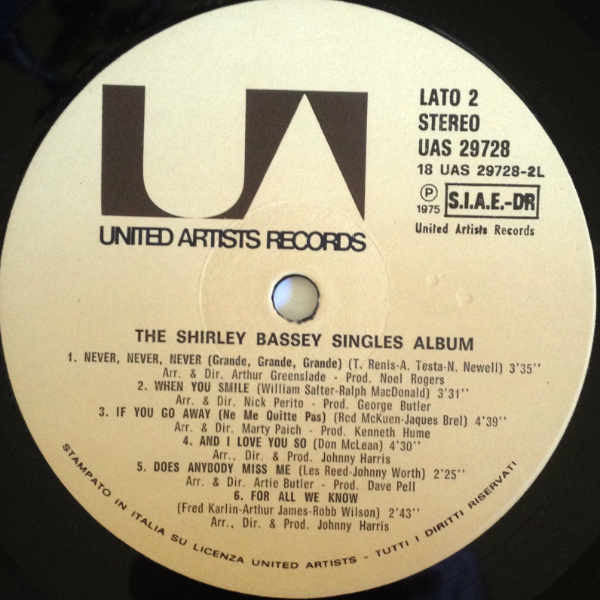 UA
LATO 2
STEREO
UAS 29728
18 UAS 29728-2L
℗ 1975 S.I.A.E.-DR
United Artists Records
UNITED ARTISTS RECORDS
THE SHIRLEY BASSEY SINGLES ALBUM
1. NEVER, NEVER, NEVER (Grande, Grande, Grande) (T. Renis-A. Testa-N. Newell) 3'35''
Arr. & Dir. Arthur Greenslade - Prod. Noel Rogers
2. WHEN YOU SMILE (William Salter-Ralph MacDonald) 3'31''
Arr. & Dir. Nick Perito - Prod. George Butler
3. IF YOU GO AWAY (Ne Me Quitte Pas) (Rod McKuen-Jaques Brel) 4'39''
Arr. & Dir. Marty Paich - Prod. Kenneth Hume
4. AND I LOVE YOU SO (Don McLean) 4'30''
Arr., Dir. & Prod. Johnny Harris
5. DOES ANYBODY MISS ME (Les Reed-Johnny Worth) 2'25''
Arr. & Dir. Artie Butler - Prod. Dave Pell
6. FOR ALL WE KNOW
(Fred Karlin-Arthur James-Robb Wilson) 2'43''
Arr., Dir. & Prod. Johnny Harris
STAMPATO IN ITALIA SU LICENZA UNITED ARTISTS - TUTTI I DIRITTI RISERVATI